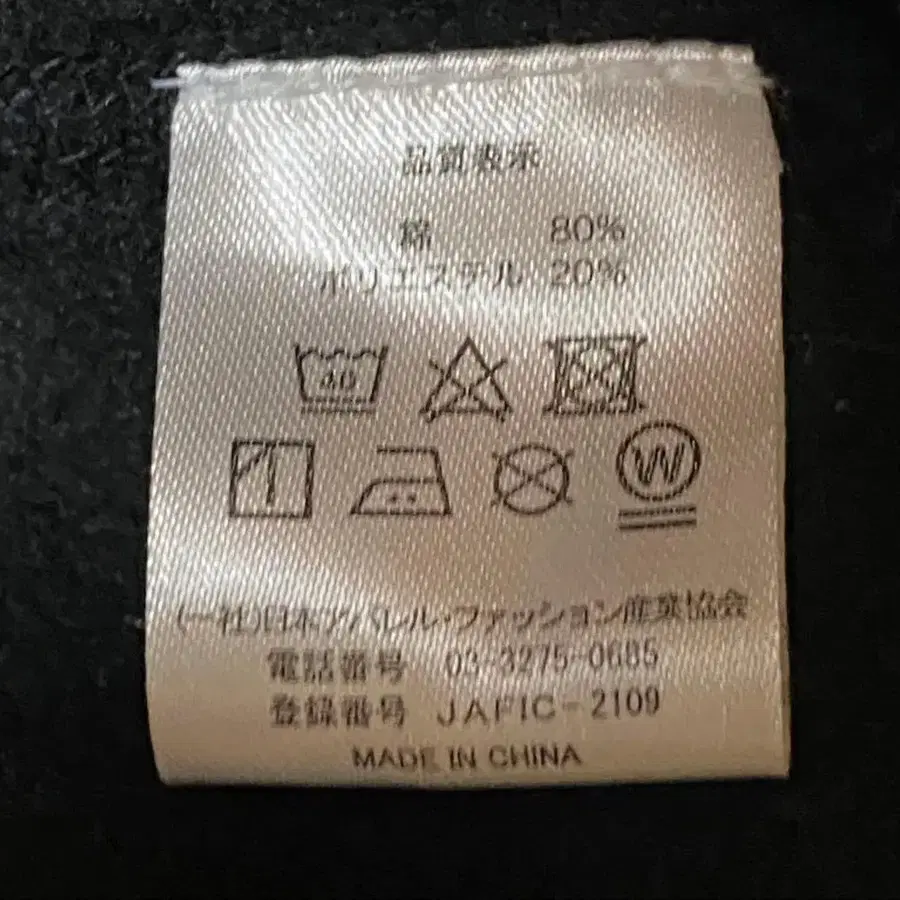 品質表示
綿 80%
ポリエステル 20%
40
W
(一社)日本アパレル・ファッション産業協会
電話番号 03-3275-0685
登録番号 JAFIC-2109
MADE IN CHINA